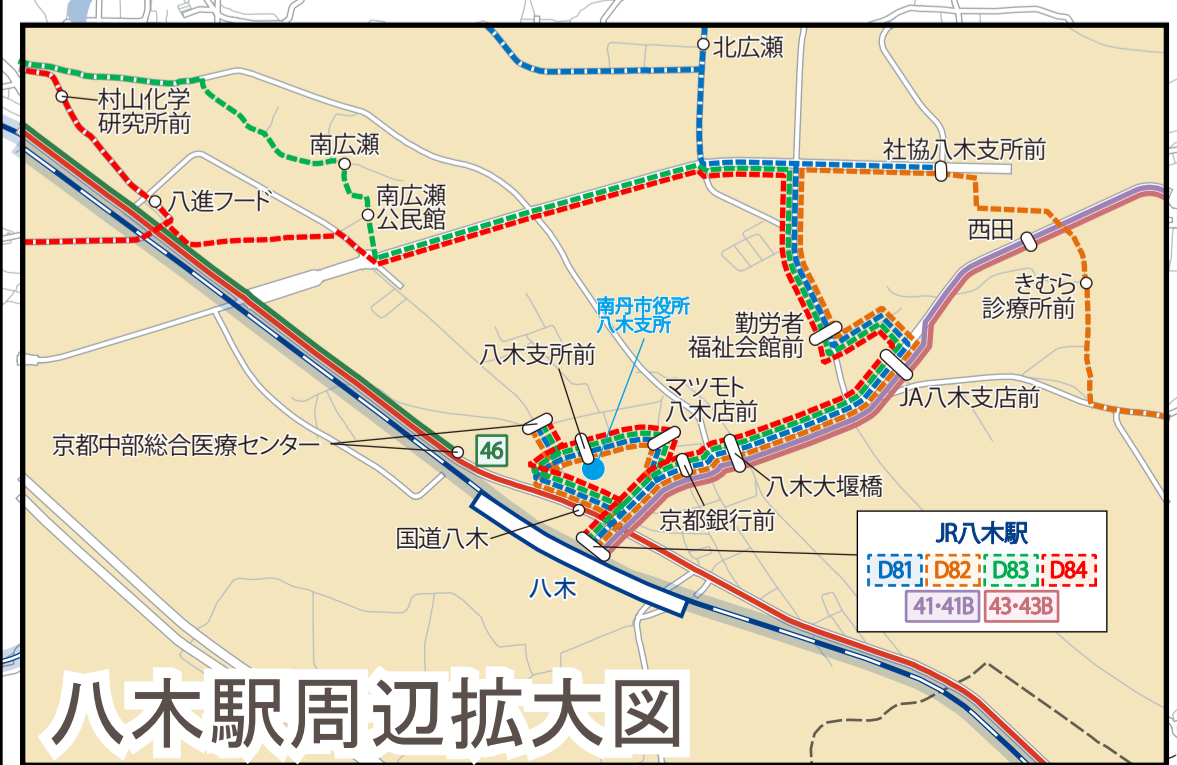 北広瀬
村山化学
研究所前
南広瀬
社協八木支所前
八進フード
南広瀬
公民館
西田
きむら
診療所前
南丹市役所
八木支所
勤労者
福祉会館前
八木支所前
マツモト
八木店前
JA八木支店前
京都中部総合医療センター
46
八木大堰橋
京都銀行前
国道八木
JR八木駅
D81 D82 D83 D84
41・41B 43・43B
八木
八木駅周辺拡大図